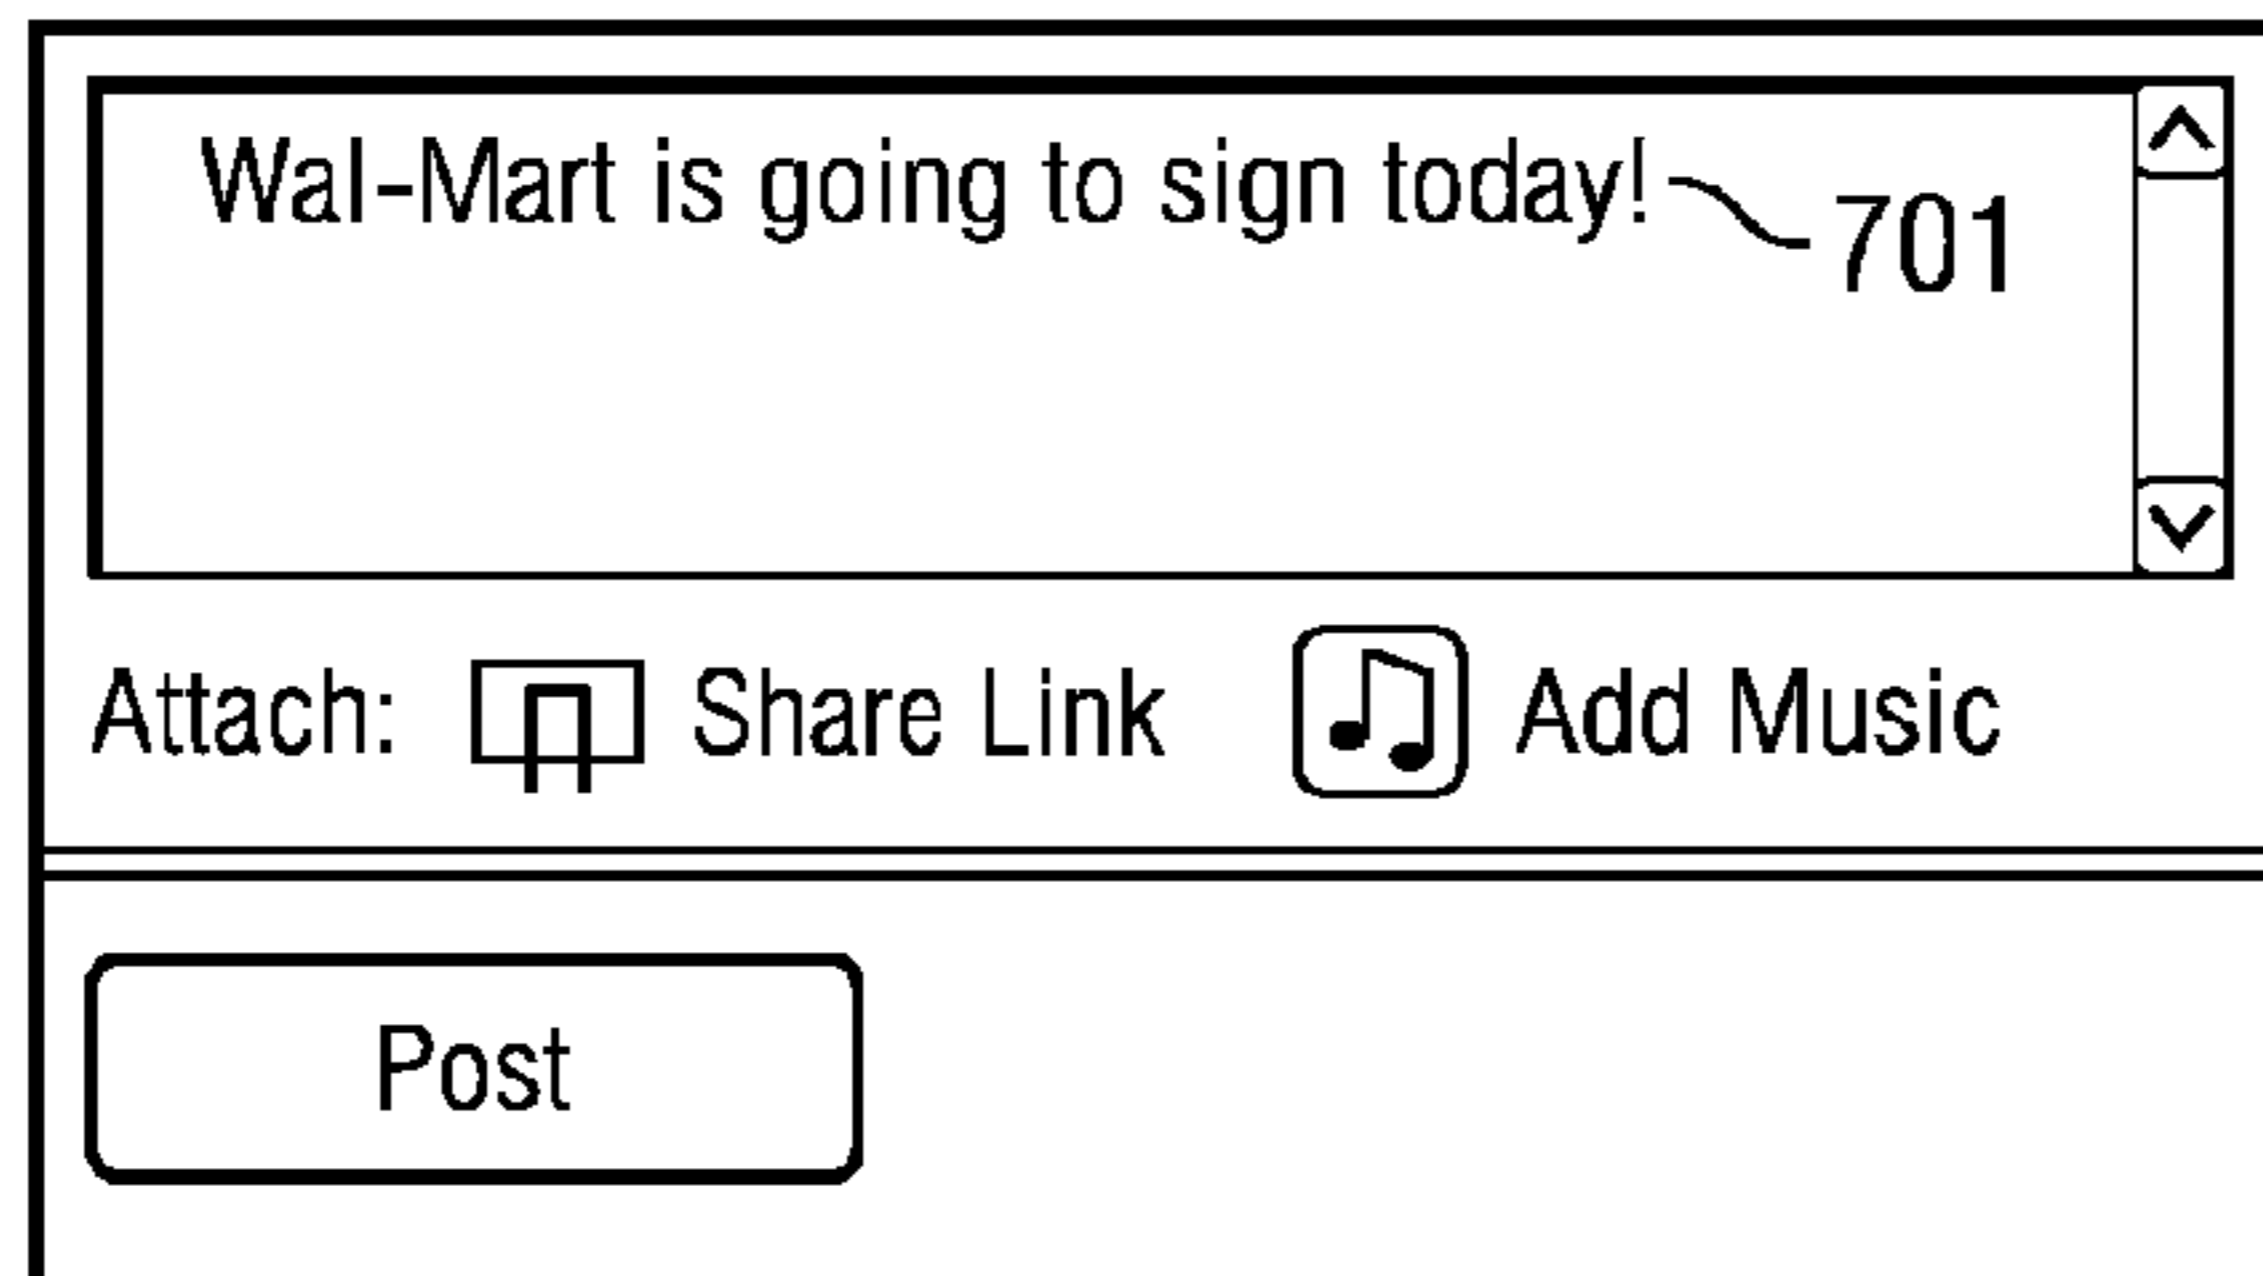 Wal-Mart is going to sign today!
701
Attach: Share Link Add Music
Post